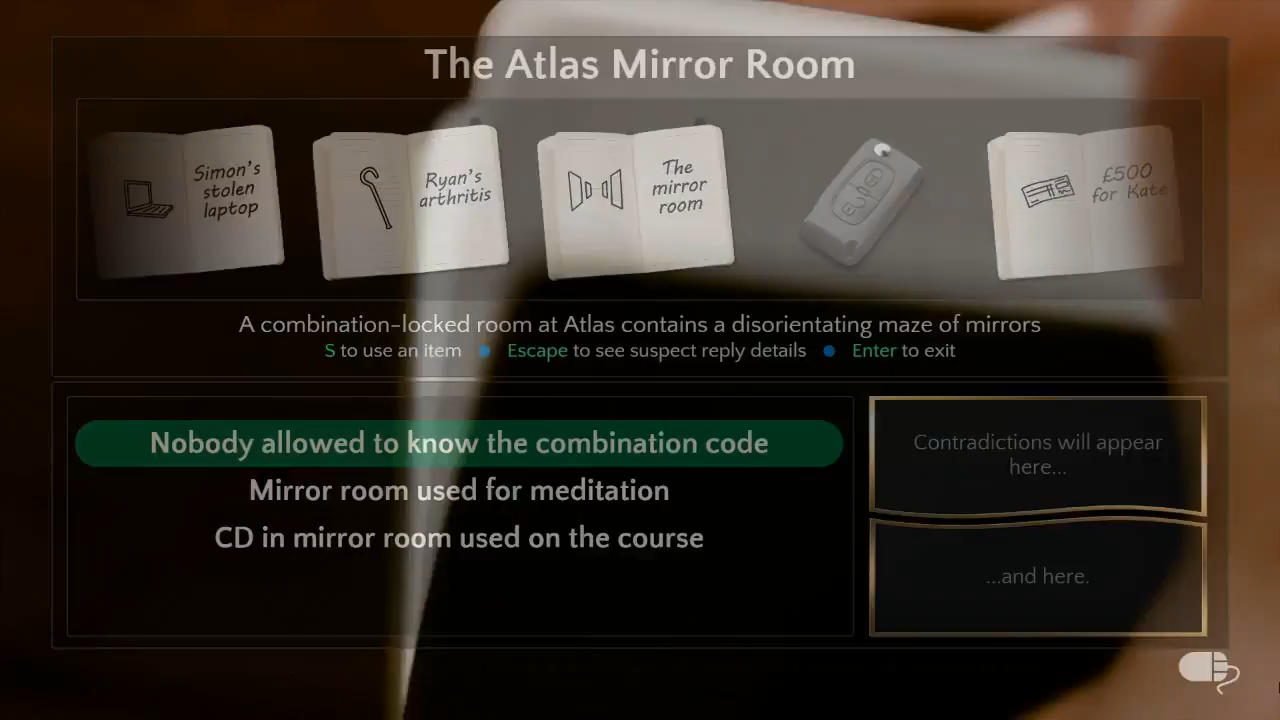 The Atlas Mirror Room
Simon's
stolen
laptop
Ryan's
arthritis
The
mirror
room
£500
for Kate
A combination-locked room at Atlas contains a disorientating maze of mirrors
S to use an item Escape to see suspect reply details Enter to exit
Nobody allowed to know the combination code
Mirror room used for meditation
CD in mirror room used on the course
Contradictions will appear
here...
...and here.